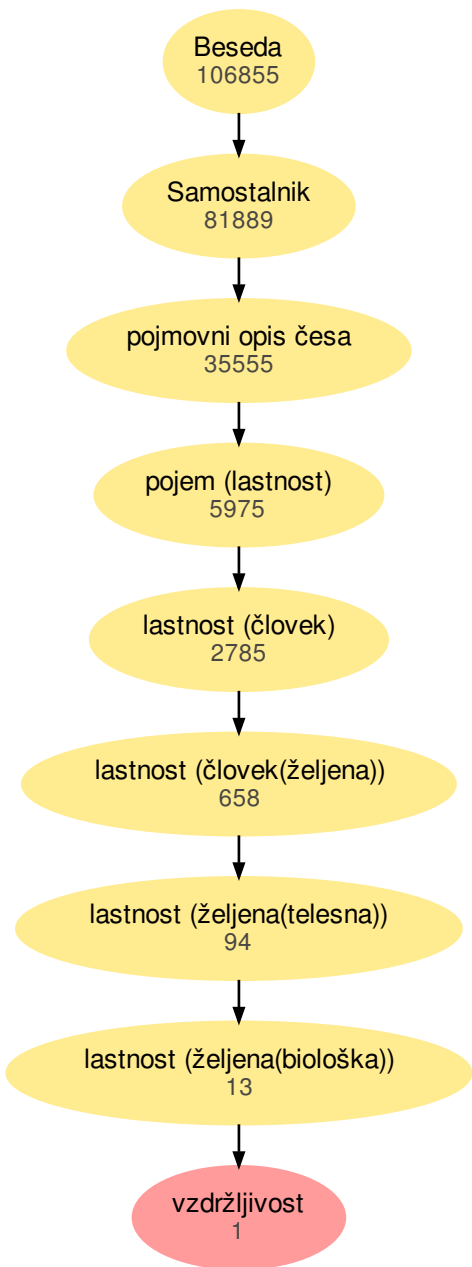 Beseda
106855
Samostalnik
81889
pojmovni opis česa
35555
pojem (lastnost)
5975
lastnost (človek)
2785
lastnost (človek(željena))
658
lastnost (željena(telesna))
94
lastnost (željena(biološka))
13
vzdržljivost
1